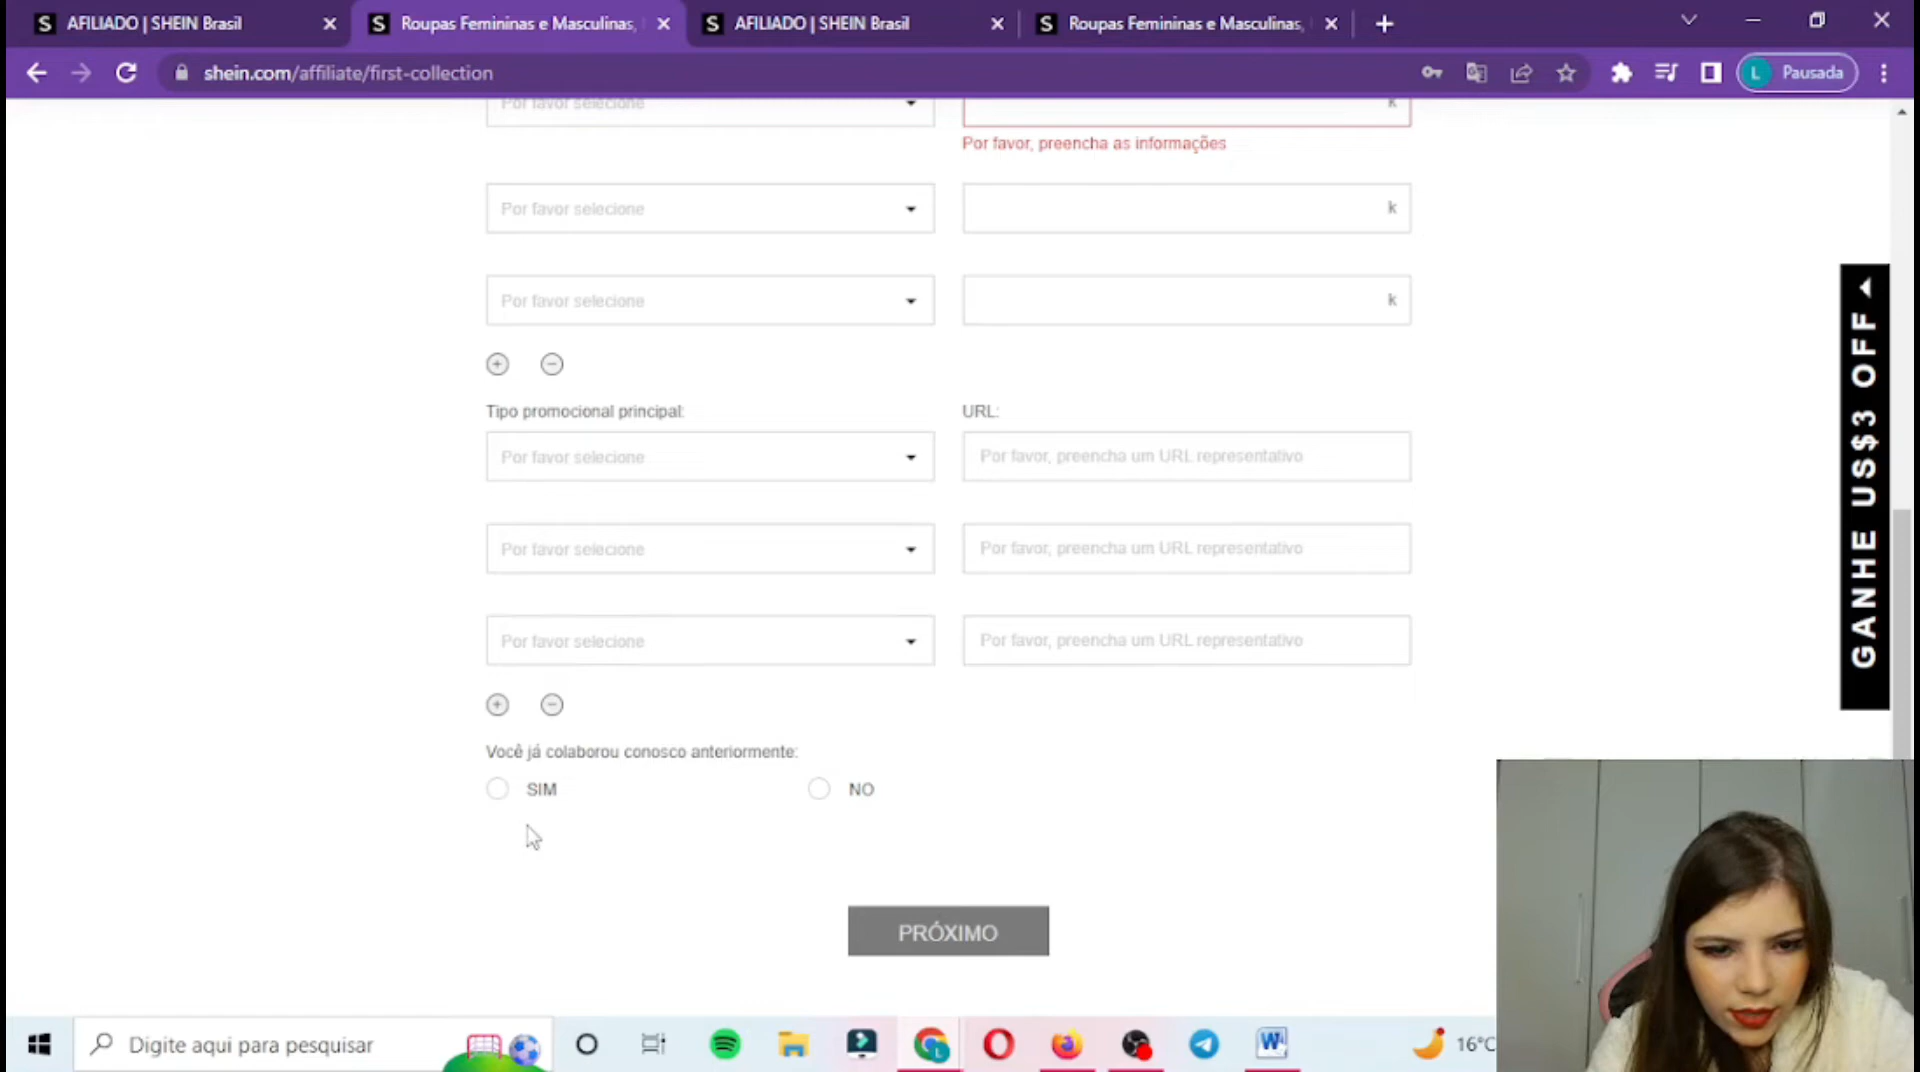 AFILIADO | SHEIN Brasil
Roupas Femininas e Masculinas,
AFILIADO | SHEIN Brasil
Roupas Femininas e Masculinas,
shein.com/affiliate/first-collection
L
Pausada
Por favor selecione
k
Por favor, preencha as informações
Por favor selecione
k
Por favor selecione
k
Tipo promocional principal:
URL:
Por favor selecione
Por favor, preencha um URL representativo
Por favor selecione
Por favor, preencha um URL representativo
Por favor selecione
Por favor, preencha um URL representativo
Você já colaborou conosco anteriormente:
SIM
NO
PRÓXIMO
GANHE US$3 OFF
Digite aqui para pesquisar
16°C